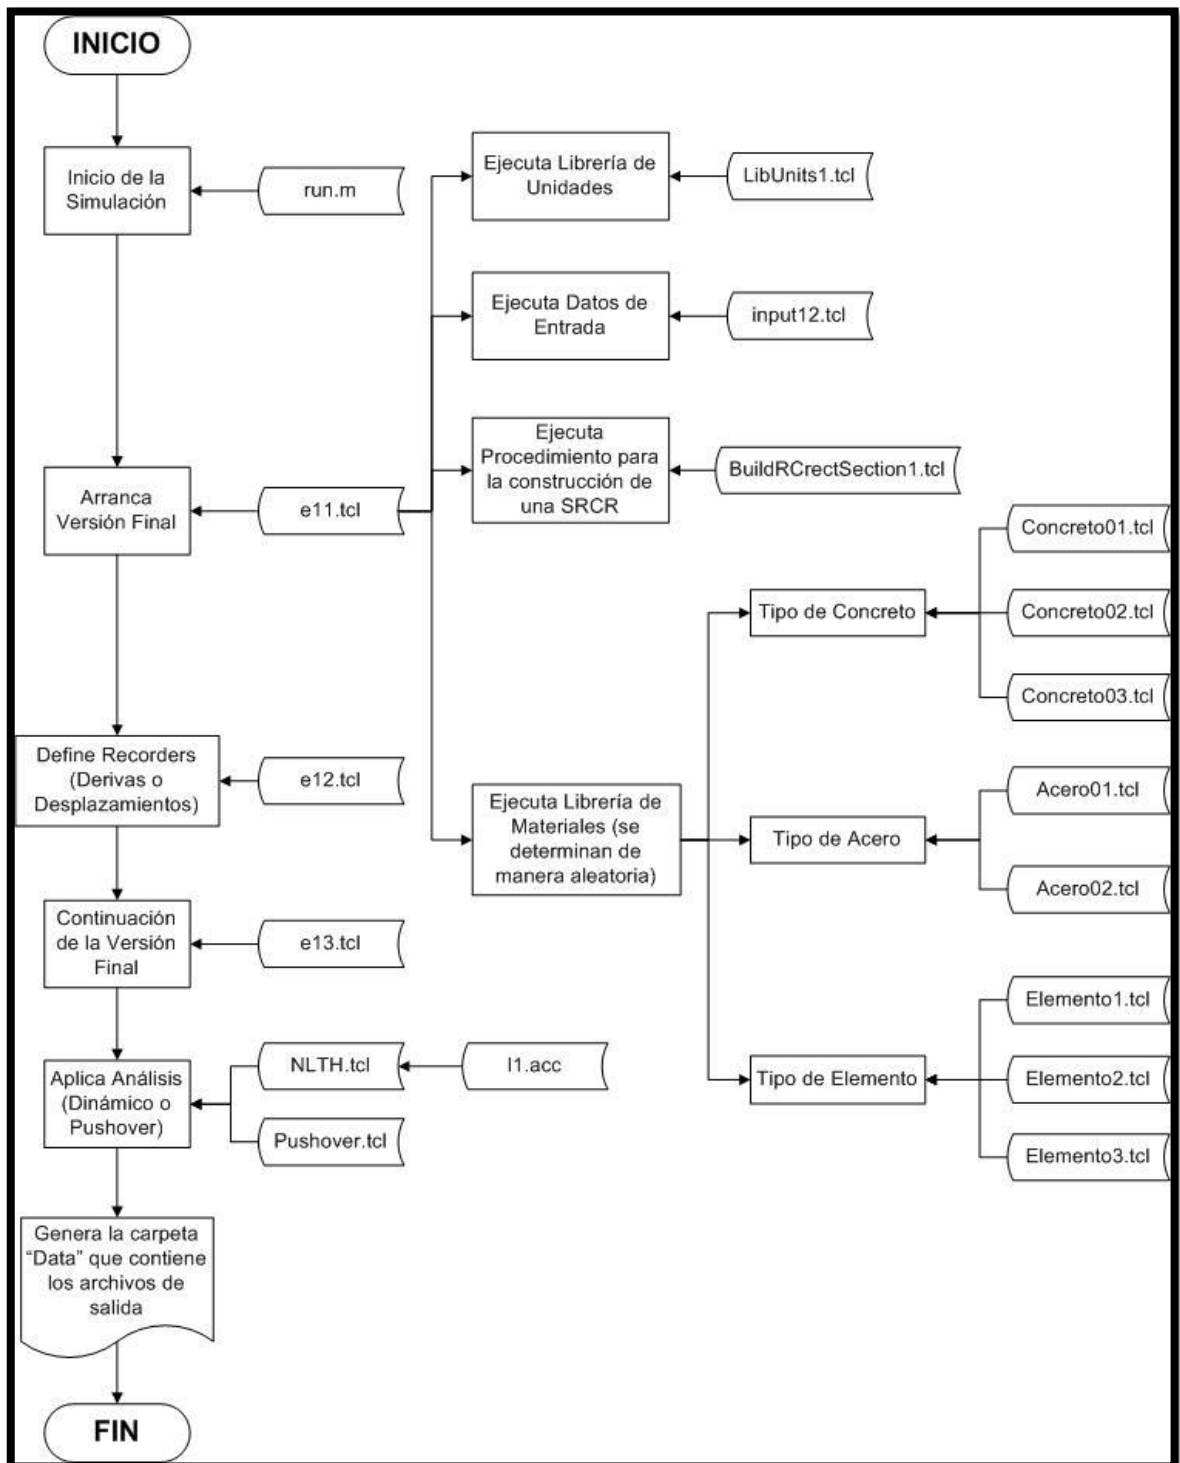 INICIO
Inicio de la
Simulación
run.m
Ejecuta Librería de
Unidades
LibUnits1.tcl
Ejecuta Datos de
Entrada
input12.tcl
Ejecuta
Procedimiento para
la construcción de
una SRCR
BuildRCrectSection1.tcl
Arranca
Versión Final
e11.tcl
Concreto01.tcl
Tipo de Concreto
Concreto02.tcl
Concreto03.tcl
Define Recorders
(Derivas o
Desplazamientos)
e12.tcl
Ejecuta Librería de
Materiales (se
determinan de
manera aleatoria)
Tipo de Acero
Acero01.tcl
Acero02.tcl
Continuación
de la Versión
Final
e13.tcl
Elemento1.tcl
Tipo de Elemento
Elemento2.tcl
Elemento3.tcl
Aplica Análisis
(Dinámico o
Pushover)
NLTH.tcl
I1.acc
Pushover.tcl
Genera la carpeta
“Data” que contiene
los archivos de
salida
FIN